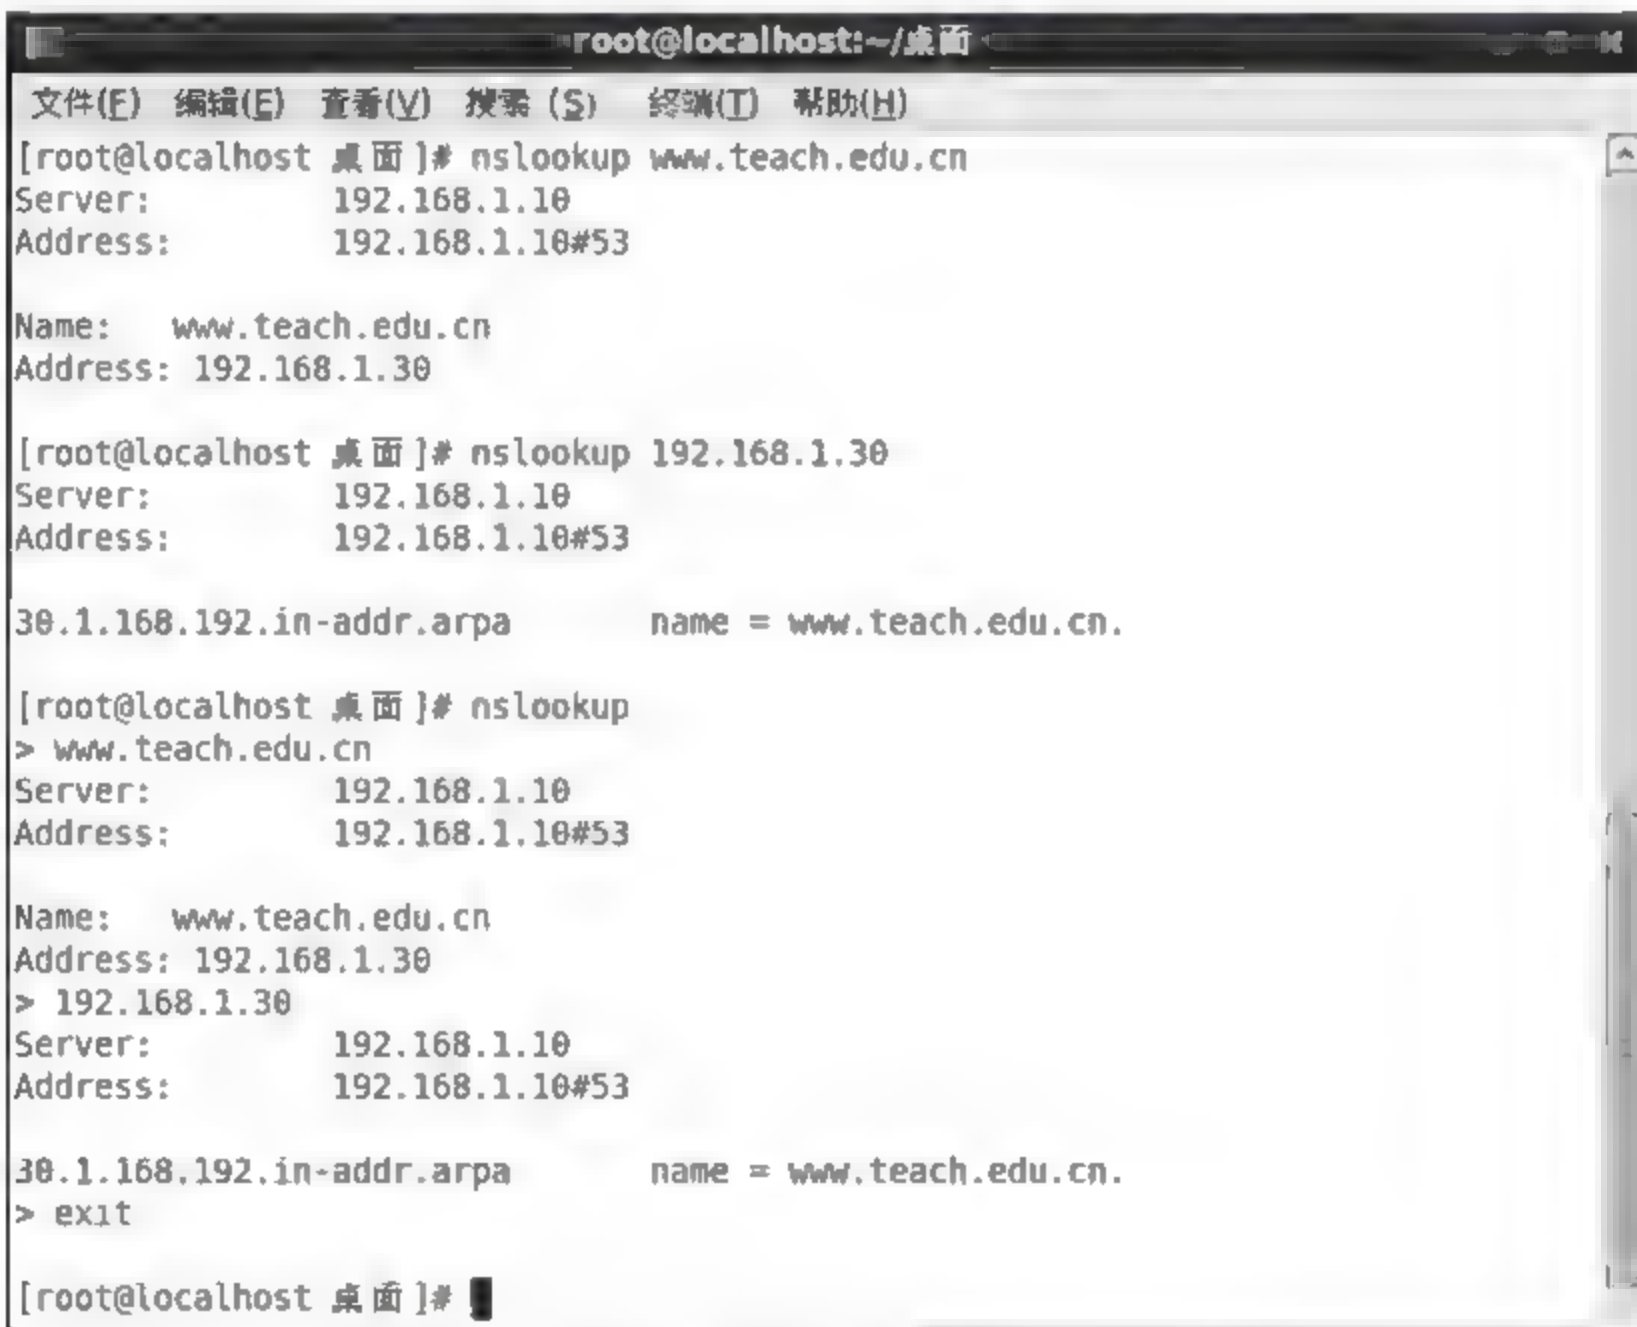 root@localhost:~/桌面
文件(F) 编辑(E) 查看(V) 搜索 (S) 终端(T) 帮助(H)
[root@localhost 桌面]# nslookup www.teach.edu.cn
Server: 192.168.1.10
Address: 192.168.1.10#53
Name: www.teach.edu.cn
Address: 192.168.1.30
[root@localhost 桌面]# nslookup 192.168.1.30
Server: 192.168.1.10
Address: 192.168.1.10#53
30.1.168.192.in-addr.arpa name = www.teach.edu.cn.
[root@localhost 桌面]# nslookup
> www.teach.edu.cn
Server: 192.168.1.10
Address: 192.168.1.10#53
Name: www.teach.edu.cn
Address: 192.168.1.30
> 192.168.1.30
Server: 192.168.1.10
Address: 192.168.1.10#53
30.1.168.192.in-addr.arpa name = www.teach.edu.cn.
> exit
[root@localhost 桌面]#